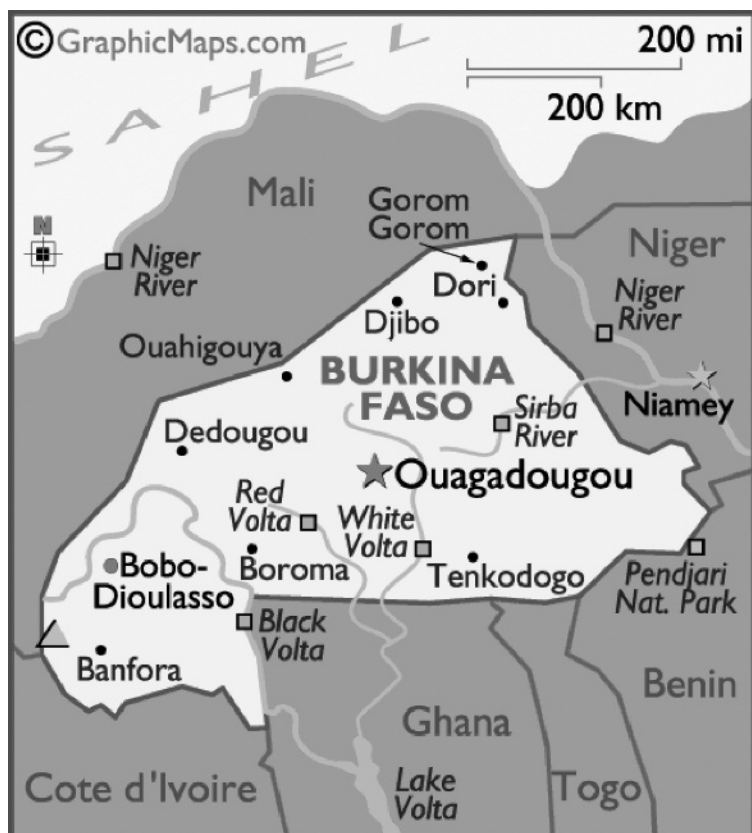 ©GraphicMaps.com
200 mi
200 km
SAHEL
Mali
Gorom
Gorom
N
Niger
River
Niger
Dori
Niger
River
Djibo
Ouahigouya
BURKINA
FASO
Niamey
Sirba
River
Dedougou
Ouagadougou
Red
Volta
White
Volta
Bobo-
Dioulasso
Boroma
Tenkodogo
Pendjari
Nat. Park
Black
Volta
Banfora
Benin
Ghana
Cote d'Ivoire
Lake
Volta
Togo